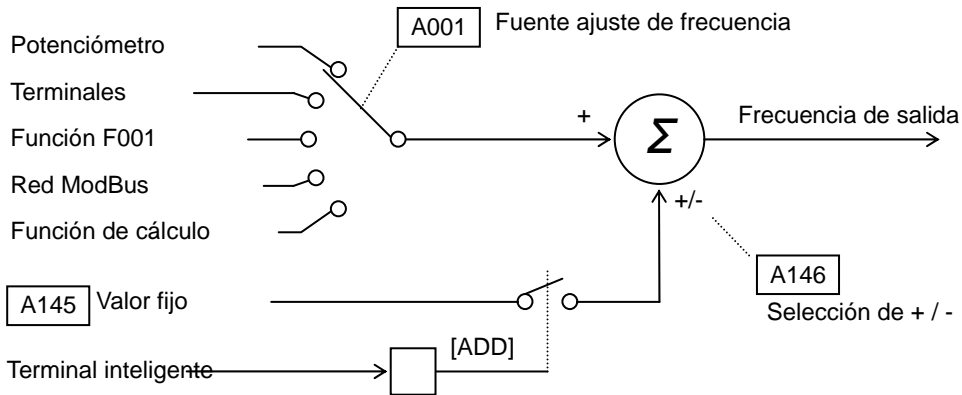 A001 Fuente ajuste de frecuencia
Potenciómetro
Terminales
Función F001
Red ModBus
Función de cálculo
+
Σ
Frecuencia de salida
+/-
A146
Selección de + / -
A145 Valor fijo
[ADD]
Terminal inteligente